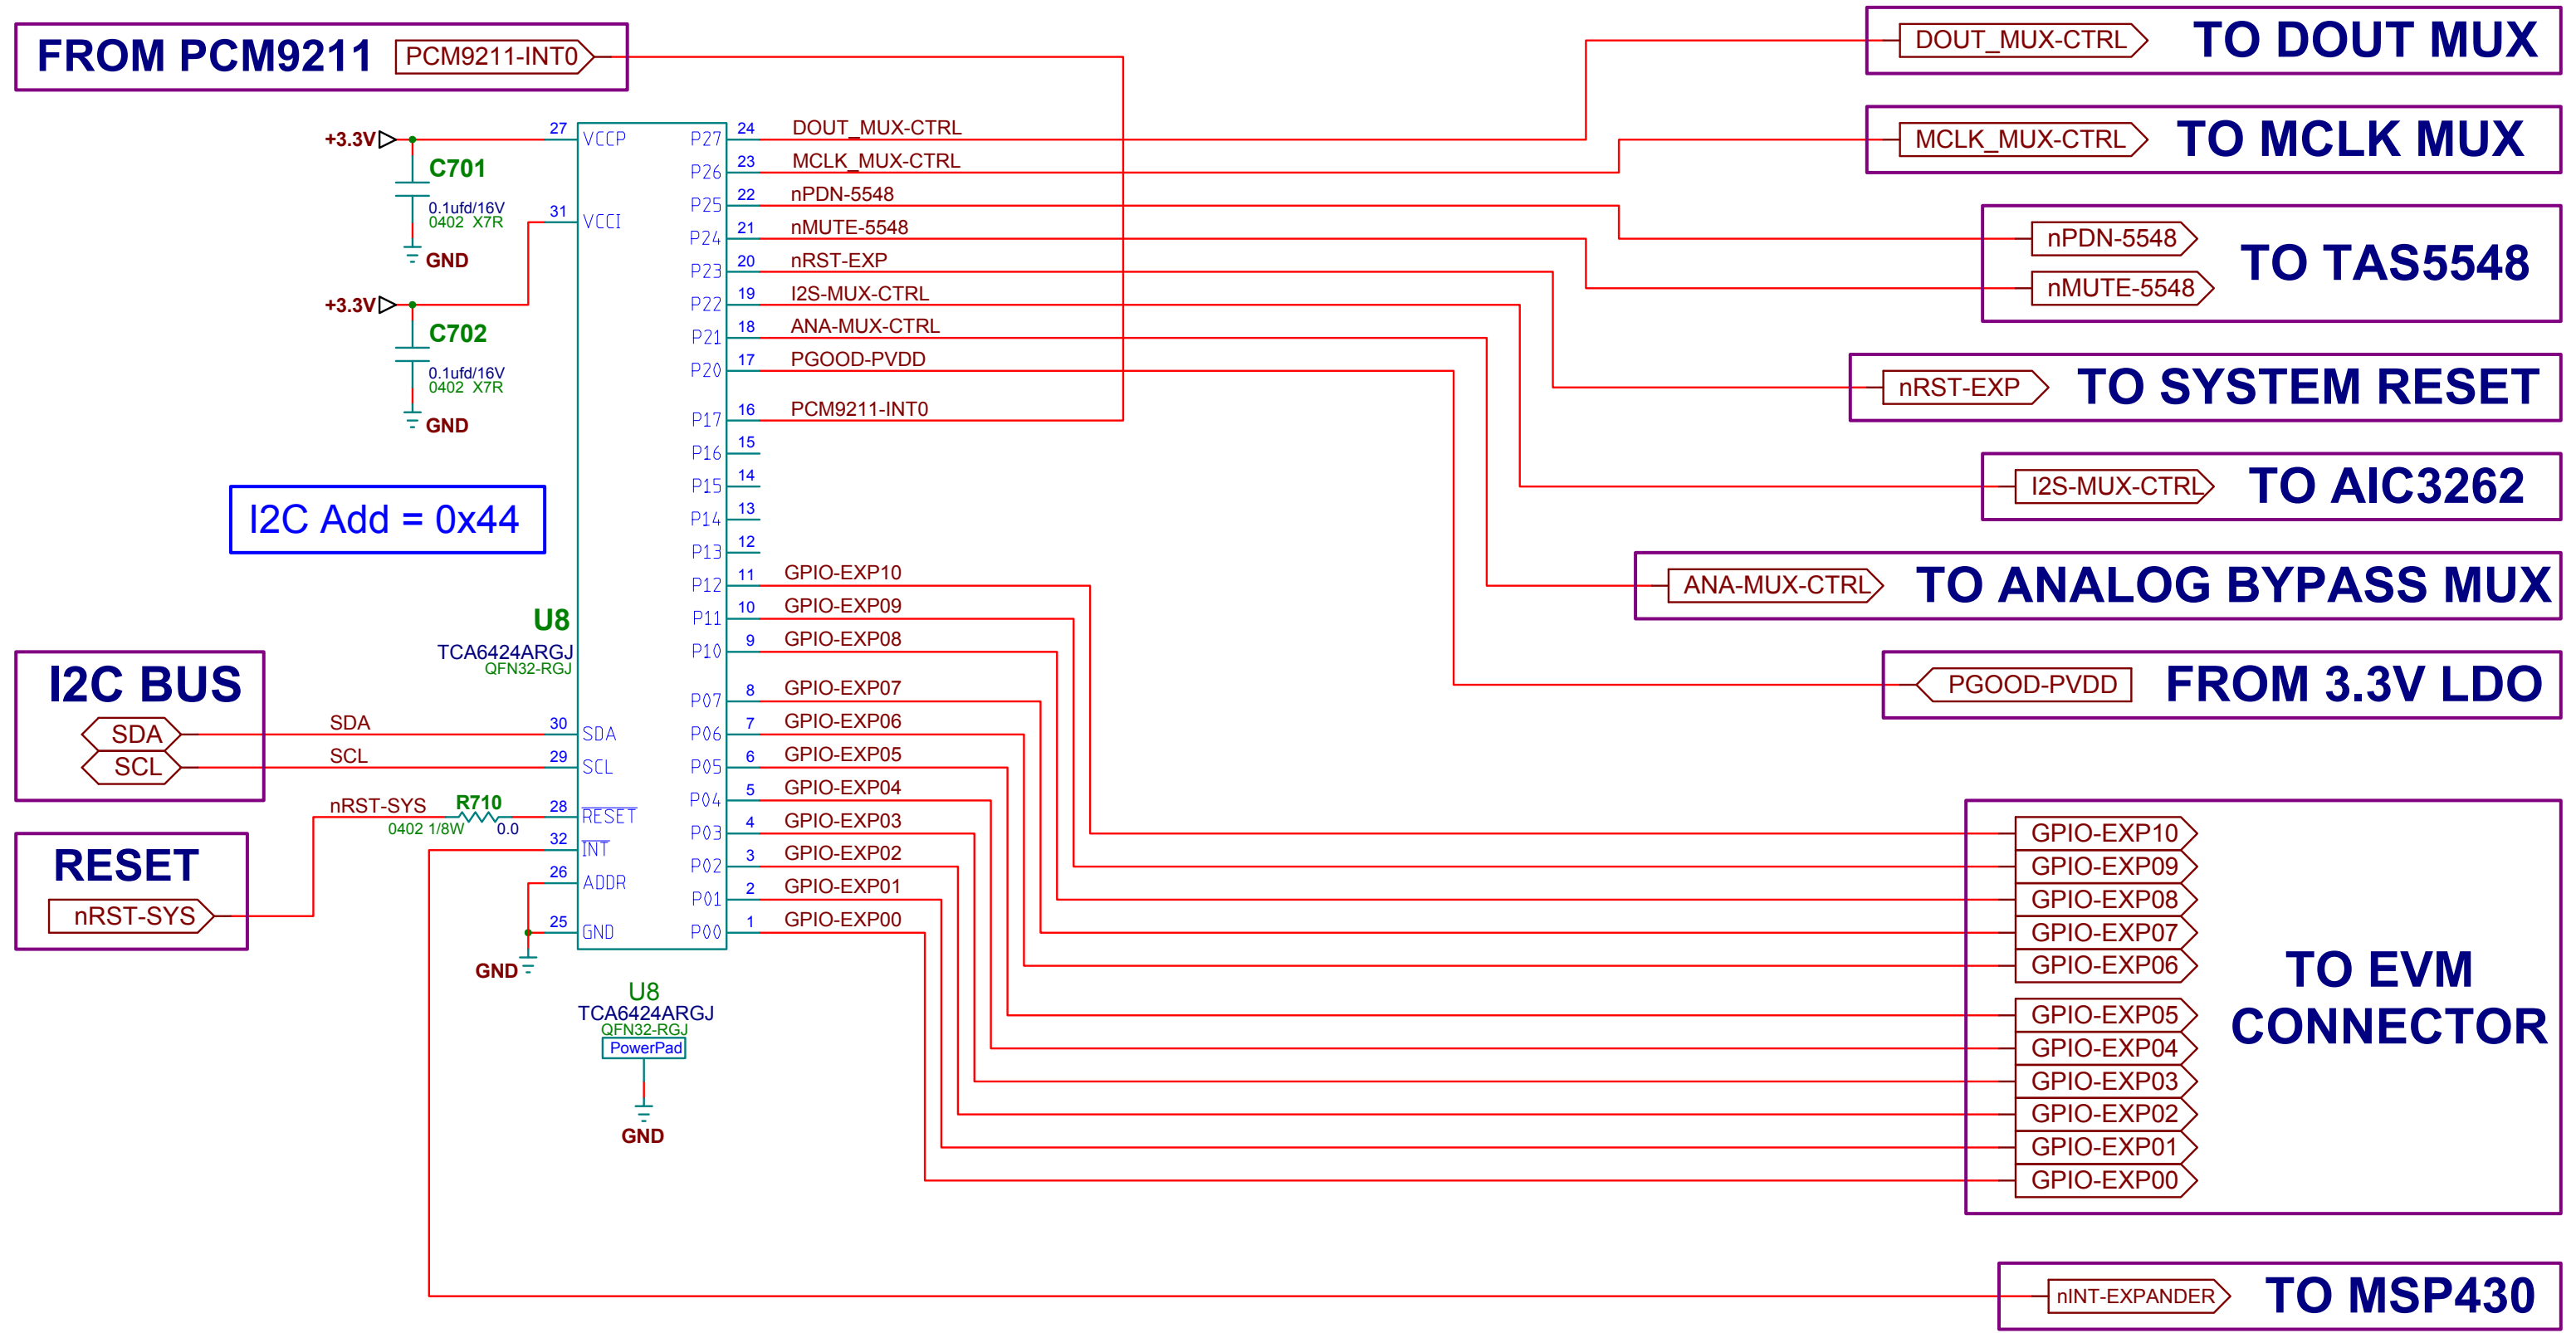 FROM PCM9211 PCM9211-INT0
DOUT_MUX-CTRL TO DOUT MUX
MCLK_MUX-CTRL TO MCLK MUX
nPDN-5548
nMUTE-5548
TO TAS5548
nRST-EXP TO SYSTEM RESET
I2S-MUX-CTRL TO AIC3262
ANA-MUX-CTRL TO ANALOG BYPASS MUX
PGOOD-PVDD FROM 3.3V LDO
+3.3V
C701
0.1ufd/16V
0402 X7R
GND
+3.3V
C702
0.1ufd/16V
0402 X7R
GND
I2C Add = 0x44
27 VCCP
31 VCCI
U8
TCA6424ARGJ
QFN32-RGJ
30 SDA
29 SCL
28 RESET
32 INT
26 ADDR
25 GND
P27 24 DOUT_MUX-CTRL
P26 23 MCLK_MUX-CTRL
P25 22 nPDN-5548
P24 21 nMUTE-5548
P23 20 nRST-EXP
P22 19 I2S-MUX-CTRL
P21 18 ANA-MUX-CTRL
P20 17 PGOOD-PVDD
P17 16 PCM9211-INT0
P16 15
P15 14
P14 13
P13 12
P12 11 GPIO-EXP10
P11 10 GPIO-EXP09
P10 9 GPIO-EXP08
P07 8 GPIO-EXP07
P06 7 GPIO-EXP06
P05 6 GPIO-EXP05
P04 5 GPIO-EXP04
P03 4 GPIO-EXP03
P02 3 GPIO-EXP02
P01 2 GPIO-EXP01
P00 1 GPIO-EXP00
I2C BUS
SDA SDA
SCL SCL
nRST-SYS R710
0402 1/8W 0.0
RESET
nRST-SYS
GND
U8
TCA6424ARGJ
QFN32-RGJ
PowerPad
GND
GPIO-EXP10
GPIO-EXP09
GPIO-EXP08
GPIO-EXP07
GPIO-EXP06
GPIO-EXP05
GPIO-EXP04
GPIO-EXP03
GPIO-EXP02
GPIO-EXP01
GPIO-EXP00
TO EVM
CONNECTOR
nINT-EXPANDER TO MSP430